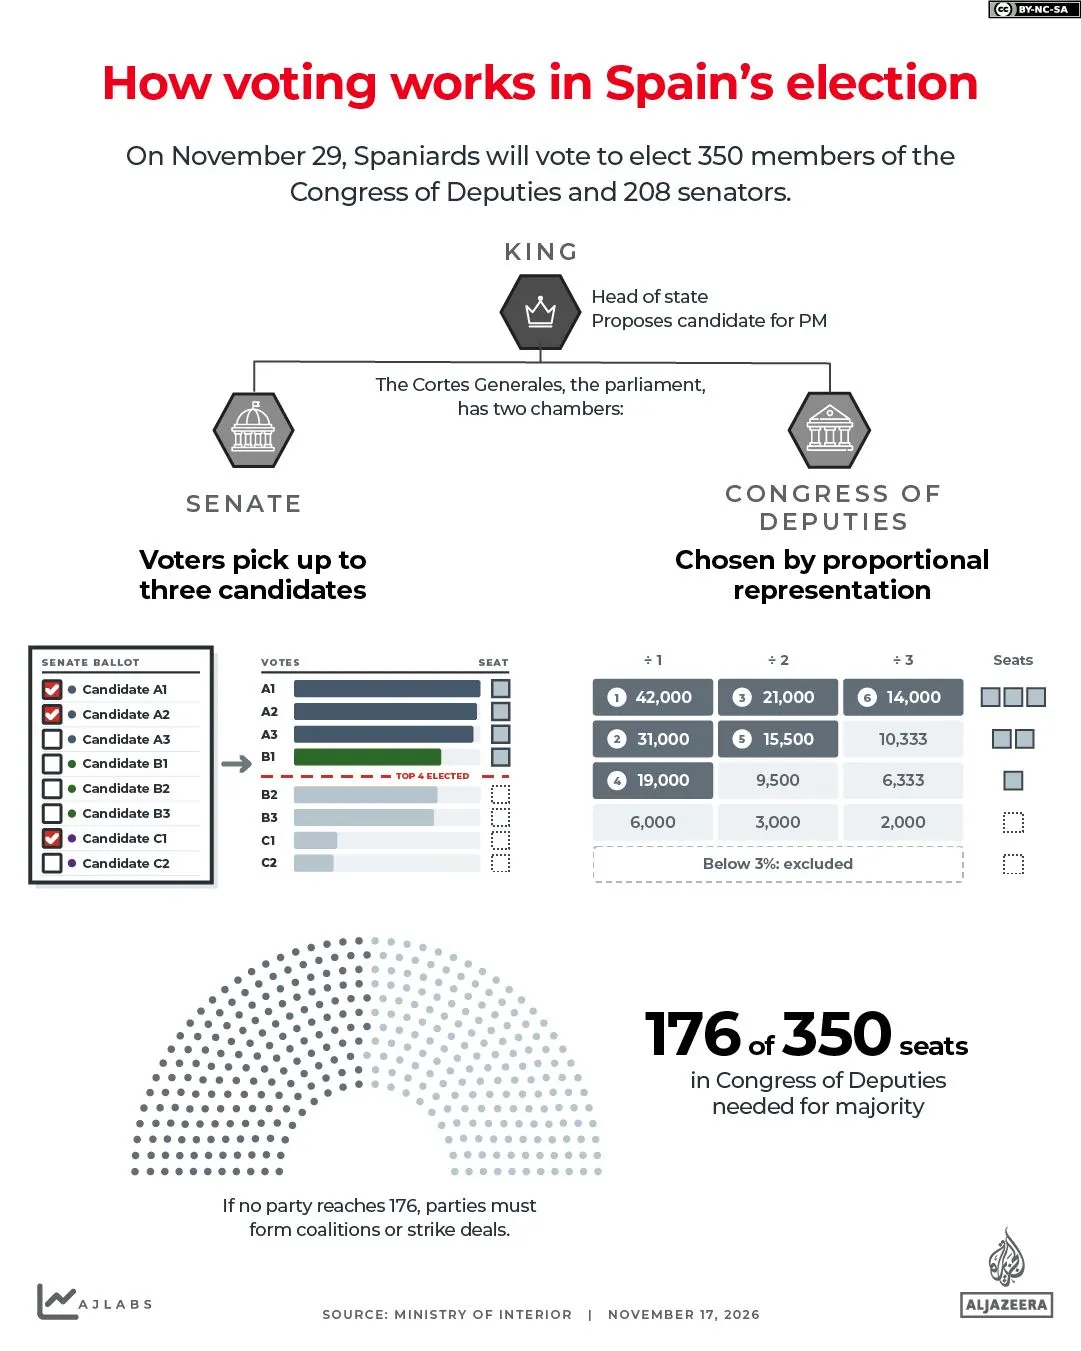 BY-NC-SA
How voting works in Spain’s election
On November 29, Spaniards will vote to elect 350 members of the
Congress of Deputies and 208 senators.
KING
Head of state
Proposes candidate for PM
The Cortes Generales, the parliament,
has two chambers:
SENATE
Voters pick up to
three candidates
SENATE BALLOT
Candidate A1
Candidate A2
Candidate A3
Candidate B1
Candidate B2
Candidate B3
Candidate C1
Candidate C2
VOTES SEAT
A1
A2
A3
B1
TOP 4 ELECTED
B2
B3
C1
C2
CONGRESS OF
DEPUTIES
Chosen by proportional
representation
÷ 1 ÷ 2 ÷ 3 Seats
1 42,000 3 21,000 6 14,000
2 31,000 5 15,500 10,333
4 19,000 9,500 6,333
6,000 3,000 2,000
Below 3%: excluded
176 of 350 seats
in Congress of Deputies
needed for majority
If no party reaches 176, parties must
form coalitions or strike deals.
AJLABS
SOURCE: MINISTRY OF INTERIOR | NOVEMBER 17, 2026
ALJAZEERA